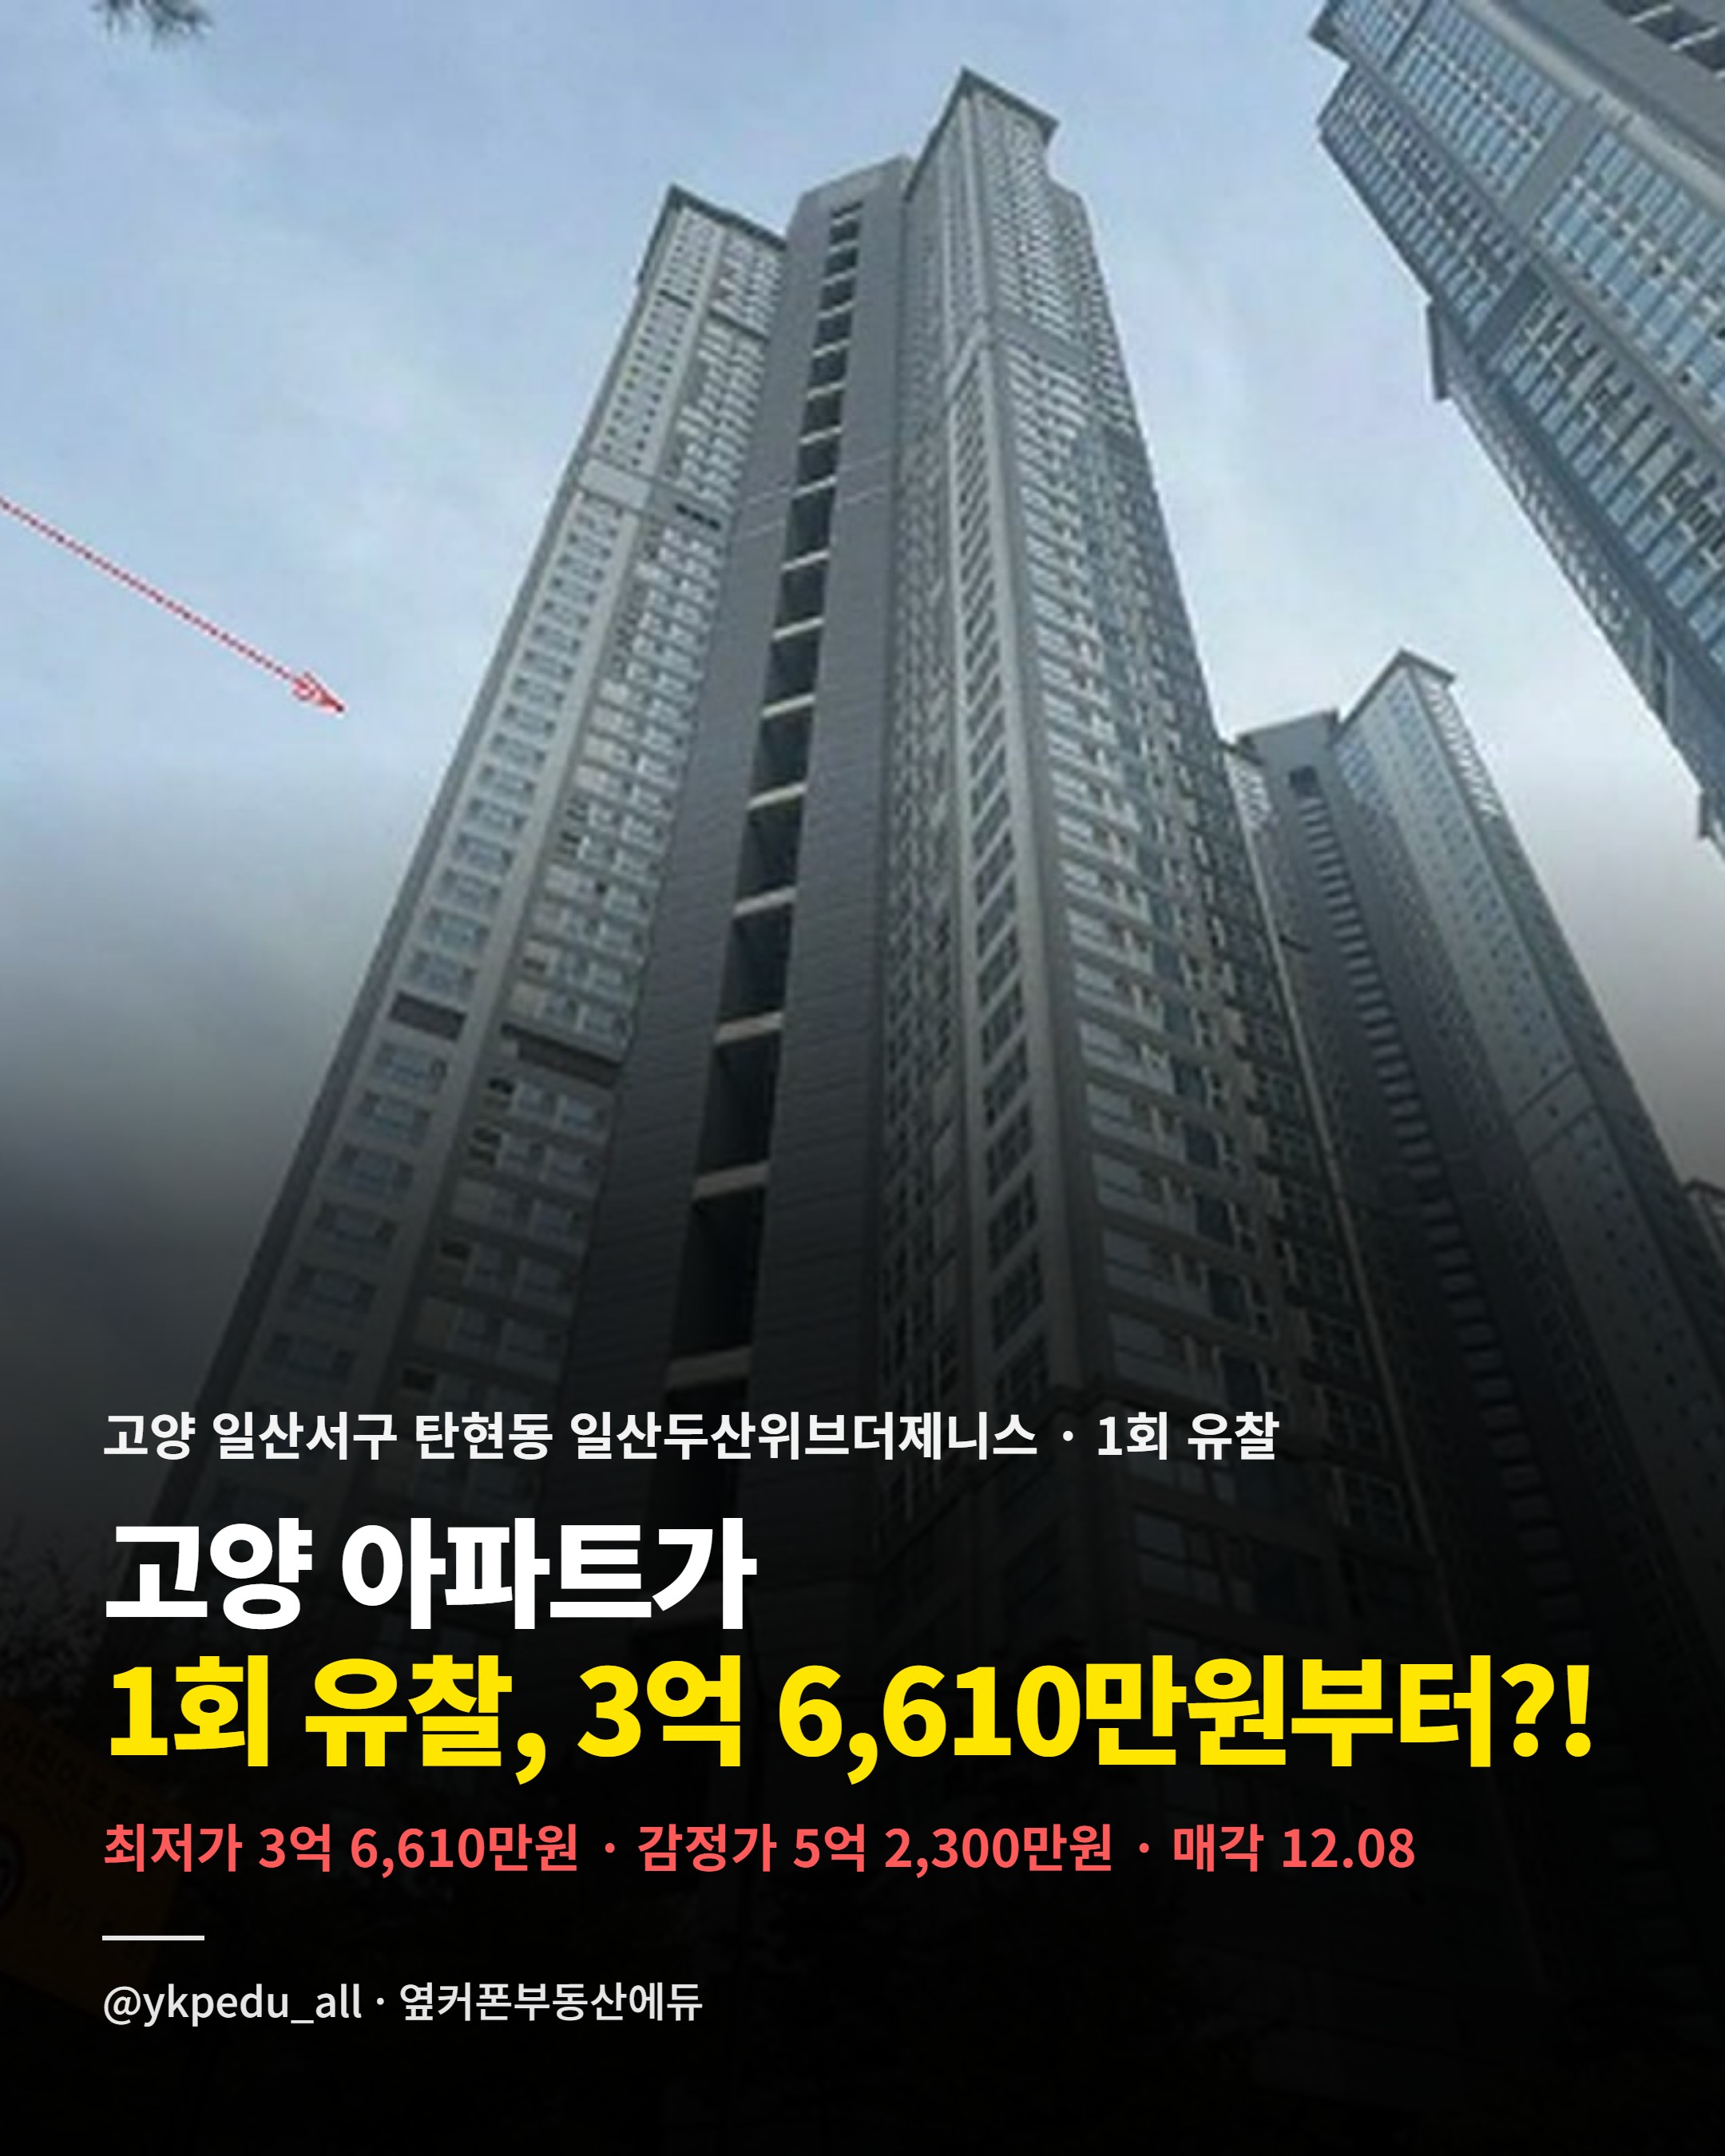 고양 일산서구 탄현동 일산두산위브더제니스 · 1회 유찰
고양 아파트가
1회 유찰, 3억 6,610만원부터?!
최저가 3억 6,610만원 · 감정가 5억 2,300만원 · 매각 12.08
@ykpedu_all · 옆커폰부동산에듀